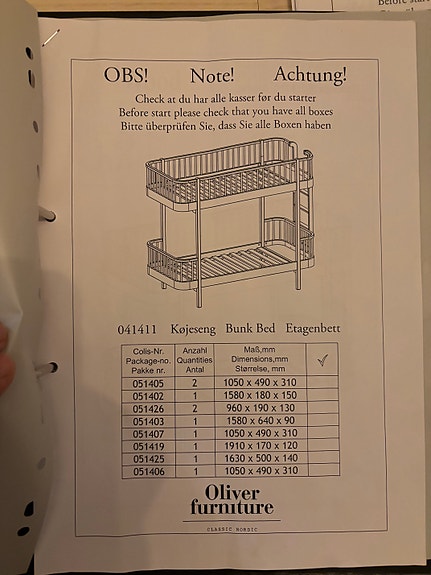 Before start
OBS! Note! Achtung!
Check at du har alle kasser før du starter
Before start please check that you have all boxes
Bitte überprüfen Sie, dass Sie alle Boxen haben
041411 Køjeseng Bunk Bed Etagenbett
Colis-Nr. Package-no. Pakke nr. Anzahl Quantities Antal Maß,mm Dimensions,mm Størrelse, mm ✓
051405 2 1050 x 490 x 310
051402 1 1580 x 180 x 150
051426 2 960 x 190 x 130
051403 1 1580 x 640 x 90
051407 1 1050 x 490 x 310
051419 1 1910 x 170 x 120
051425 1 1630 x 500 x 140
051406 1 1050 x 490 x 310
Oliver
furniture
CLASSIC NORDIC